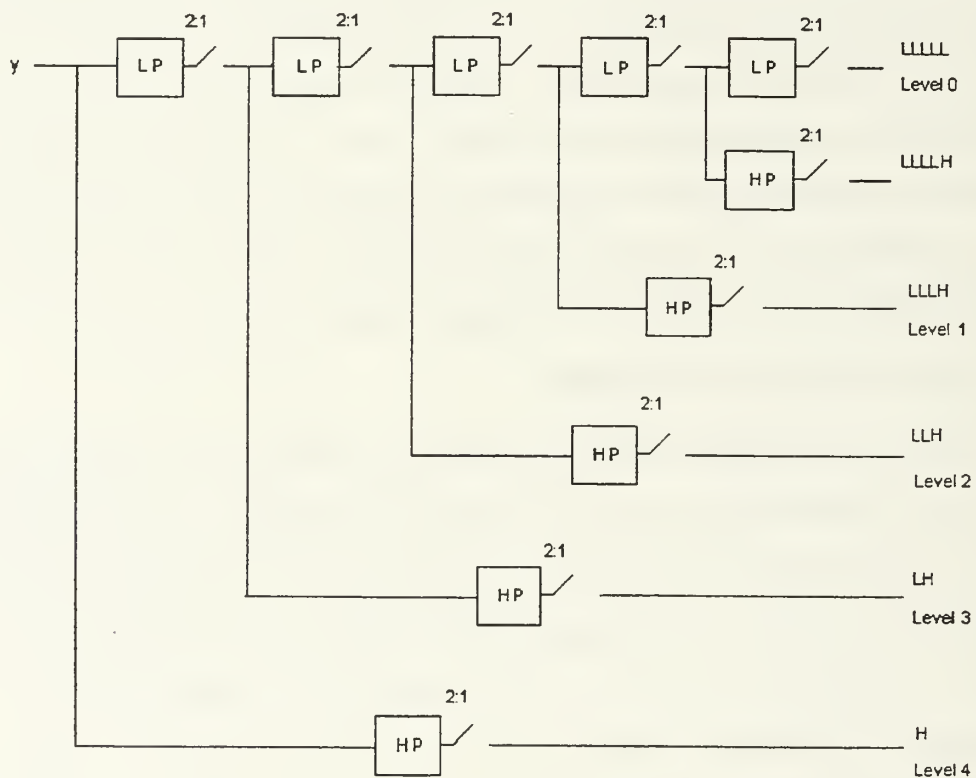 2:1 2:1 2:1 2:1 2:1
y LP LP LP LP LP LLLLL
Level 0
2:1
HP LLLLH
2:1
HP LLLH
Level 1
2:1
HP LLH
Level 2
2:1
HP LH
Level 3
2:1
HP H
Level 4